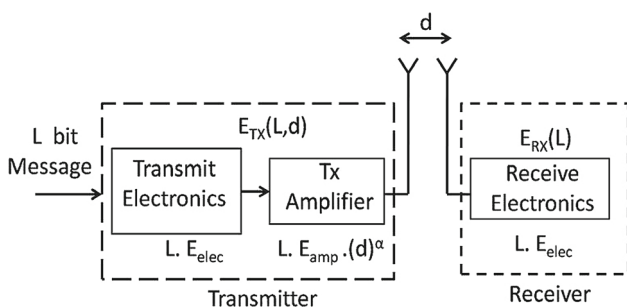 d
E_TX(L,d)
L bit
Message
Transmit
Electronics
Tx
Amplifier
L. E_elec
L. E_amp .(d)^α
Transmitter
E_RX(L)
Receive
Electronics
L. E_elec
Receiver